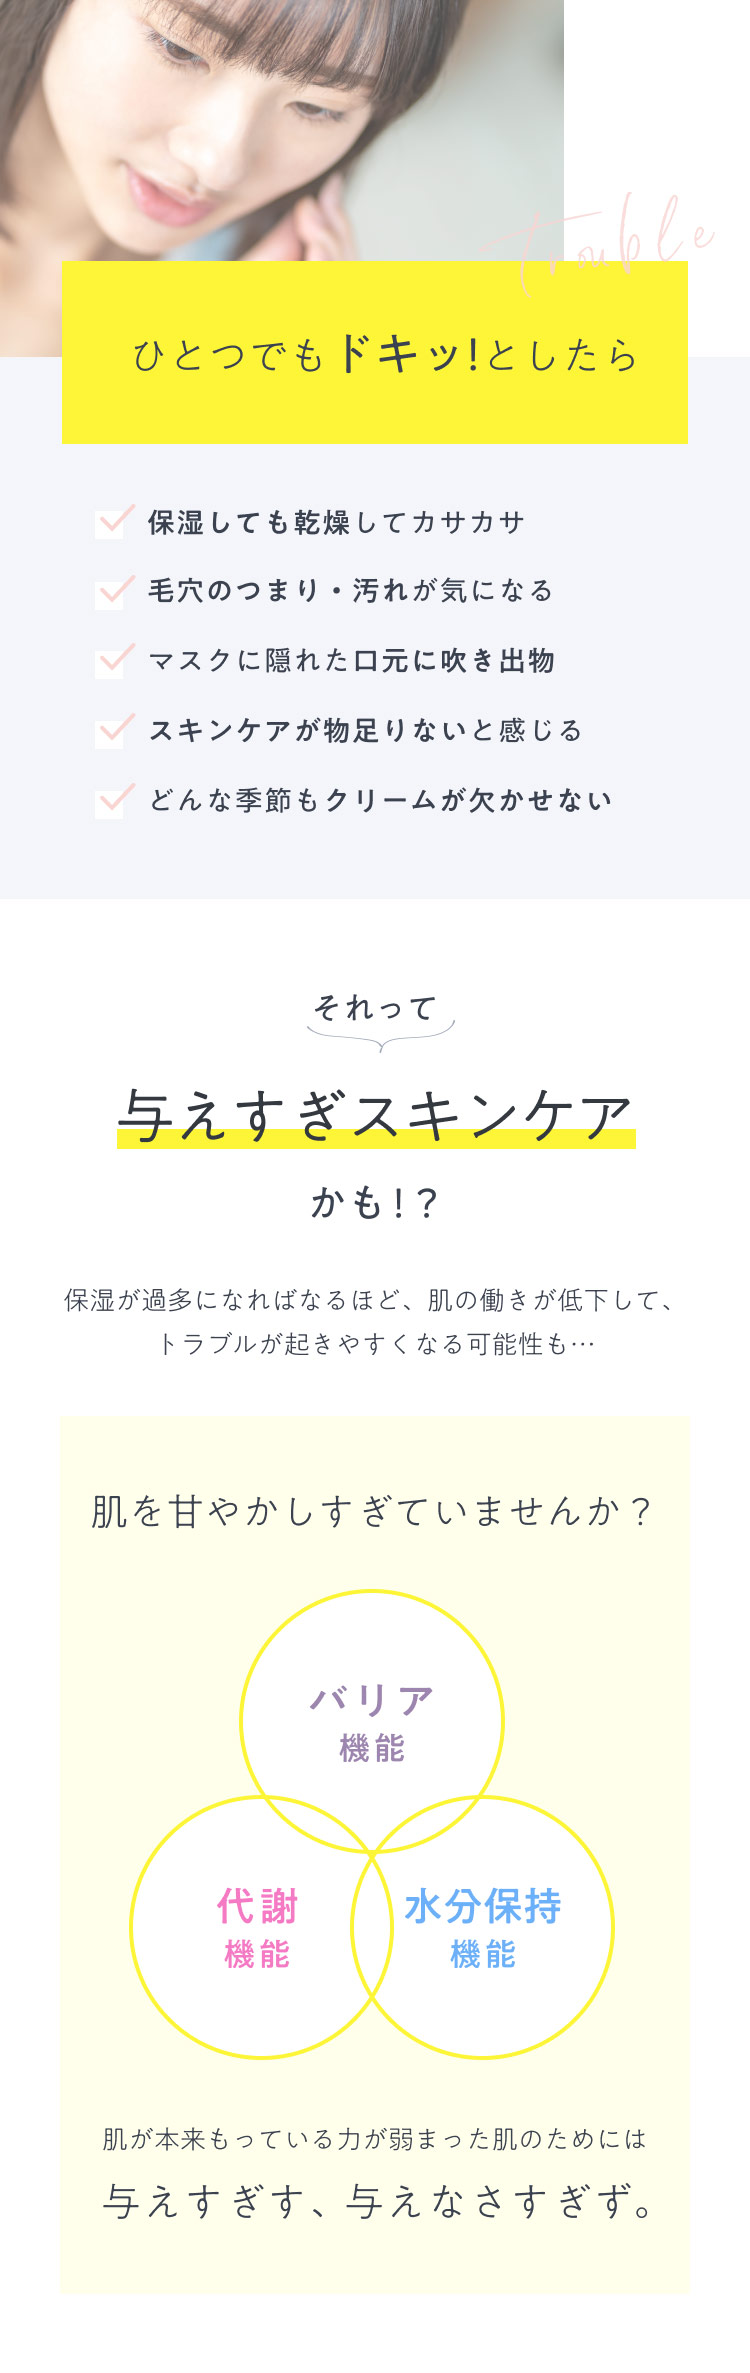 trouble
ひとつでもドキッ!としたら
保湿しても乾燥してカサカサ
毛穴のつまり・汚れが気になる
マスクに隠れた口元に吹き出物
スキンケアが物足りないと感じる
どんな季節もクリームが欠かせない
それって
与えすぎスキンケア
かも!?
保湿が過多になればなるほど、肌の働きが低下して、
トラブルが起きやすくなる可能性も…
肌を甘やかしすぎていませんか?
バリア
機能
代謝
機能
水分保持
機能
肌が本来もっている力が弱まった肌のためには
与えすぎす、与えなさすぎず。